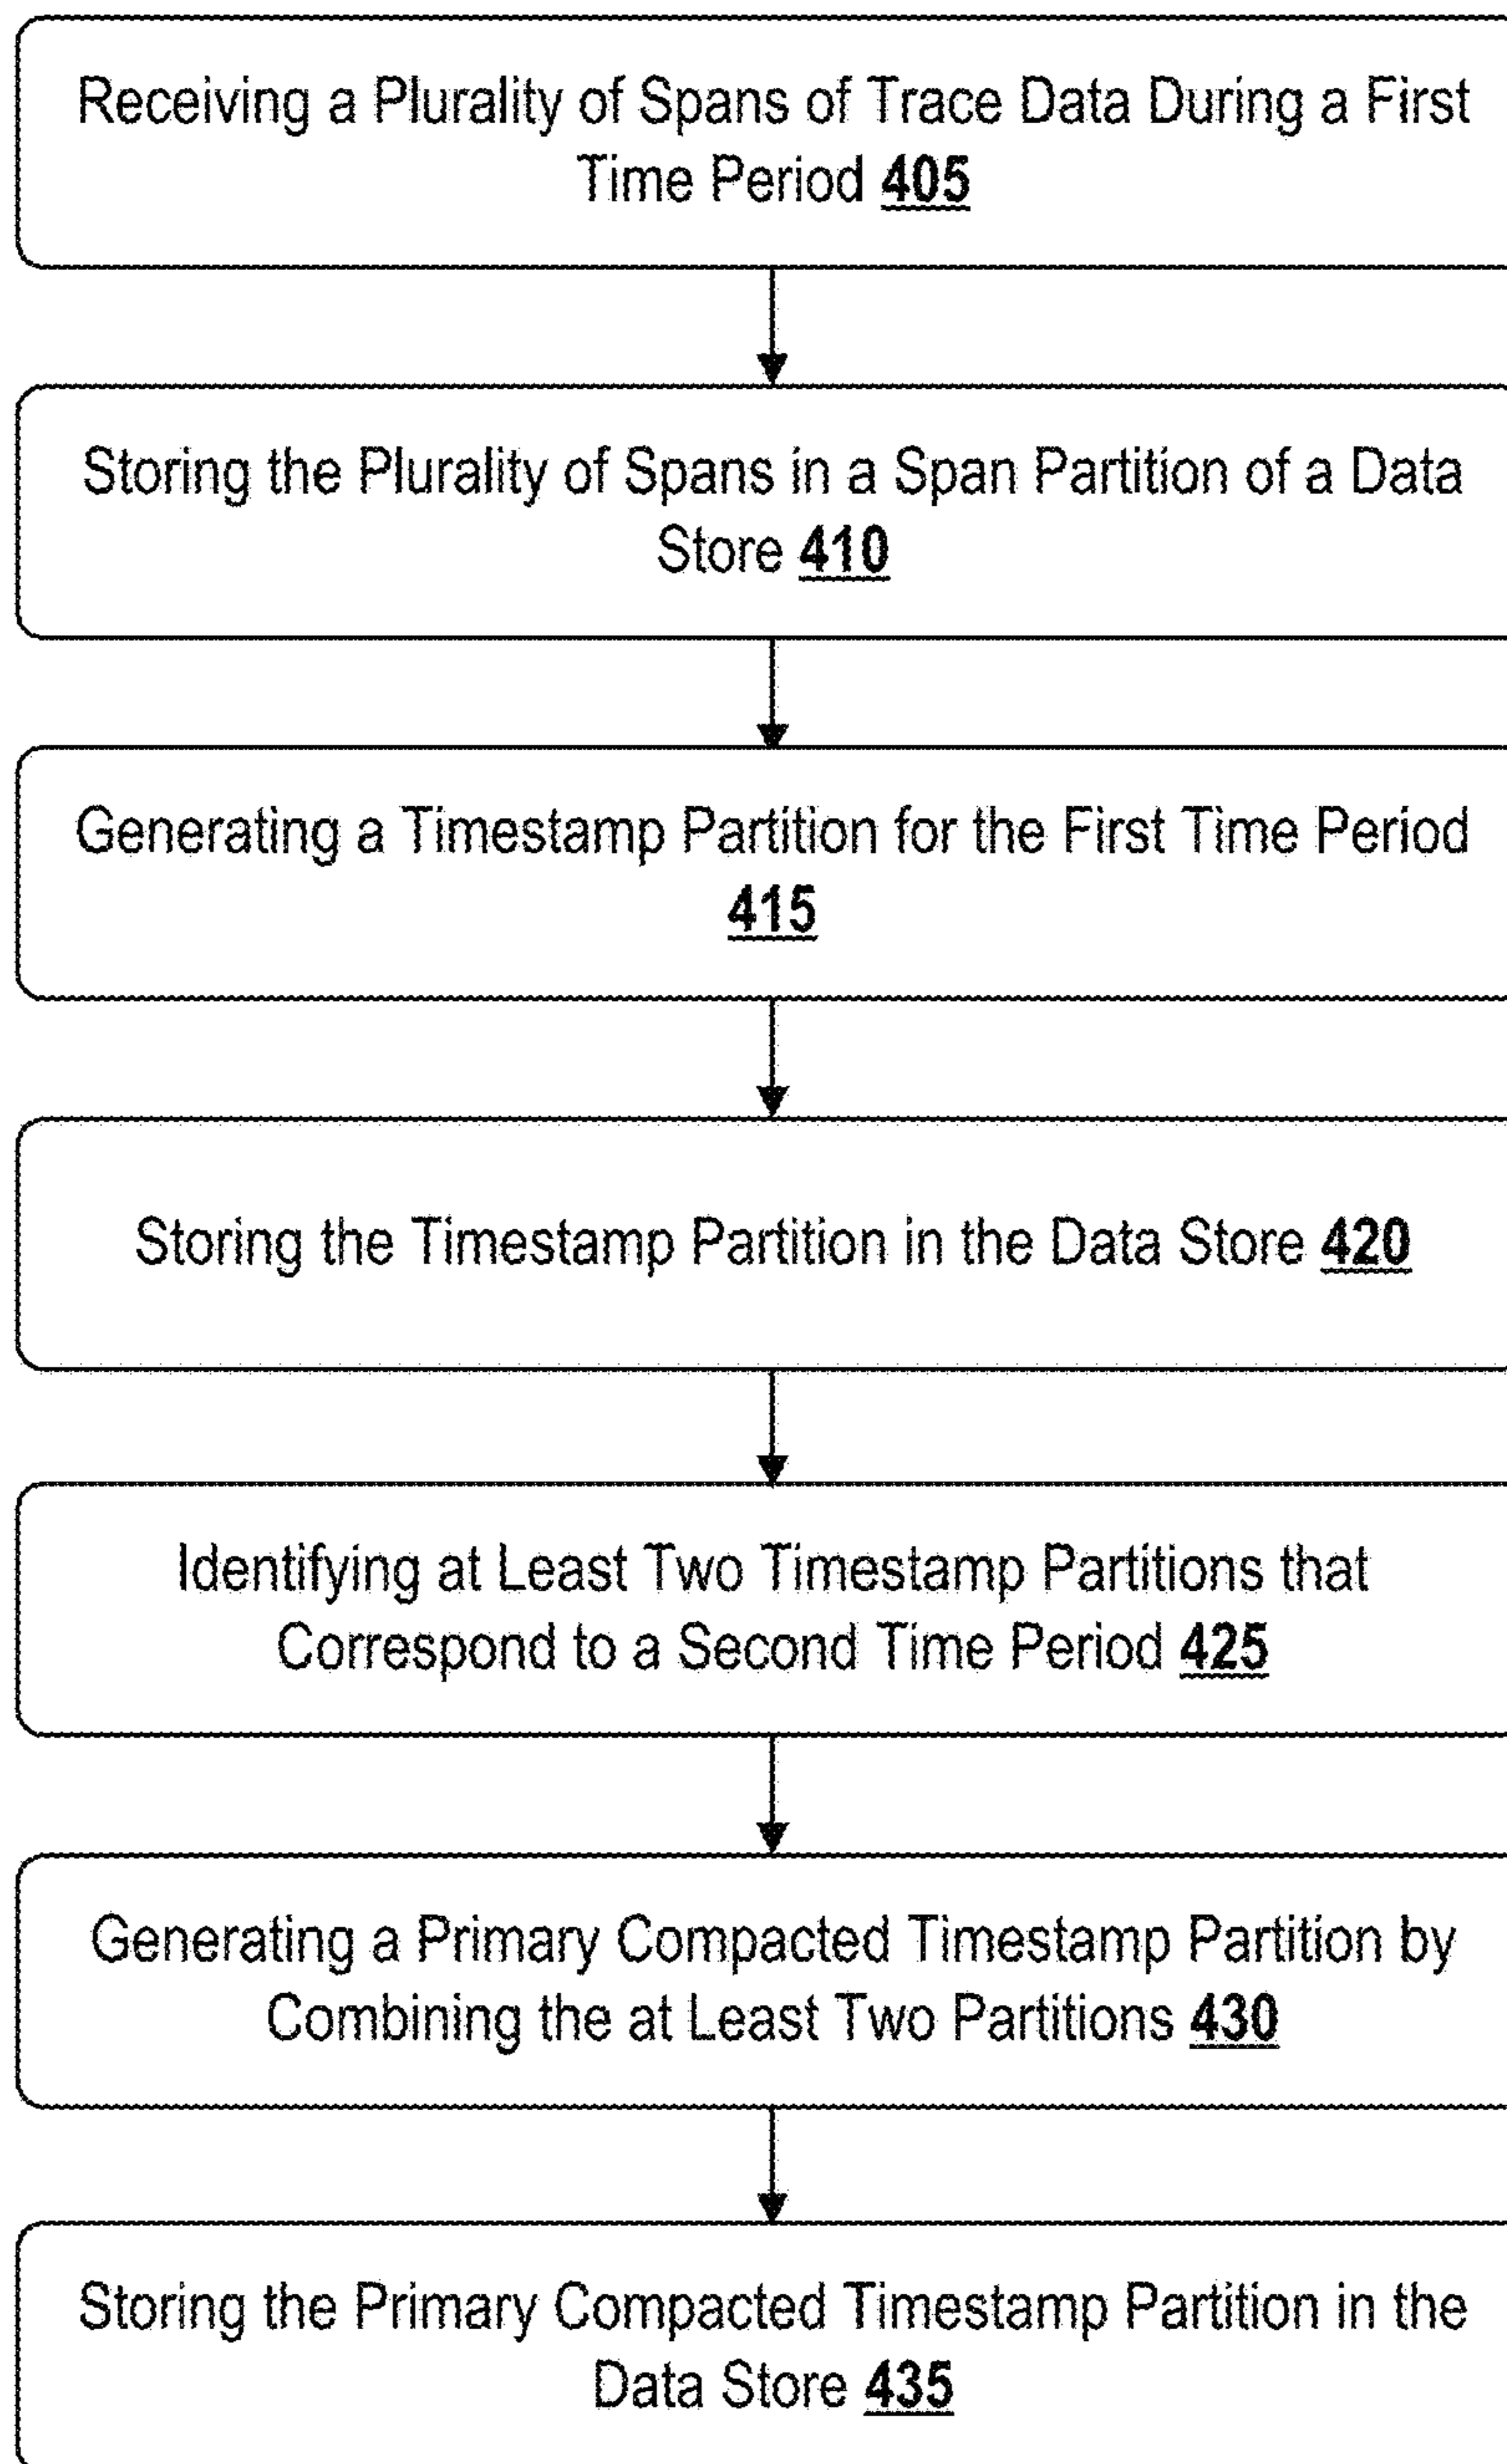 Receiving a Plurality of Spans of Trace Data During a First
Time Period 405
Storing the Plurality of Spans in a Span Partition of a Data
Store 410
Generating a Timestamp Partition for the First Time Period
415
Storing the Timestamp Partition in the Data Store 420
Identifying at Least Two Timestamp Partitions that
Correspond to a Second Time Period 425
Generating a Primary Compacted Timestamp Partition by
Combining the at Least Two Partitions 430
Storing the Primary Compacted Timestamp Partition in the
Data Store 435